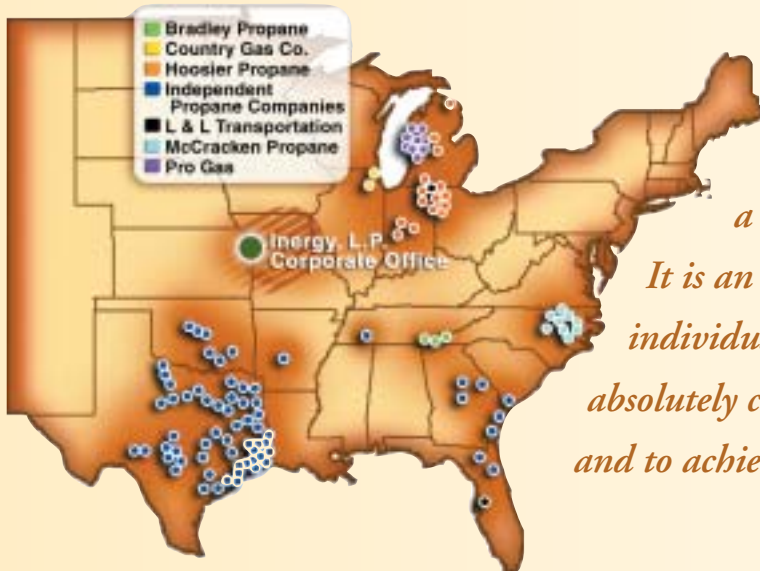 Bradley Propane
Country Gas Co.
Hoosier Propane
Independent
Propane Companies
L & L Transportation
McCracken Propane
Pro Gas
Inergy, L.P.
Corporate Office
a
It is an
individu
absolutely c
and to achie